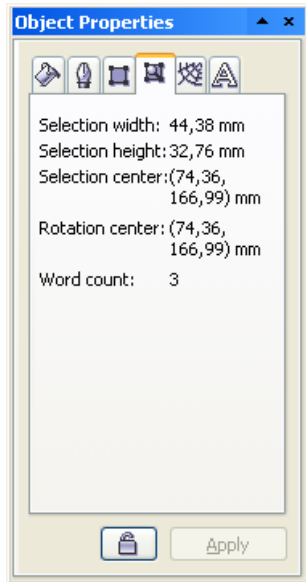 Object Properties
Selection width: 44,38 mm
Selection height: 32,76 mm
Selection center: (74,36,
166,99) mm
Rotation center: (74,36,
166,99) mm
Word count: 3
Apply